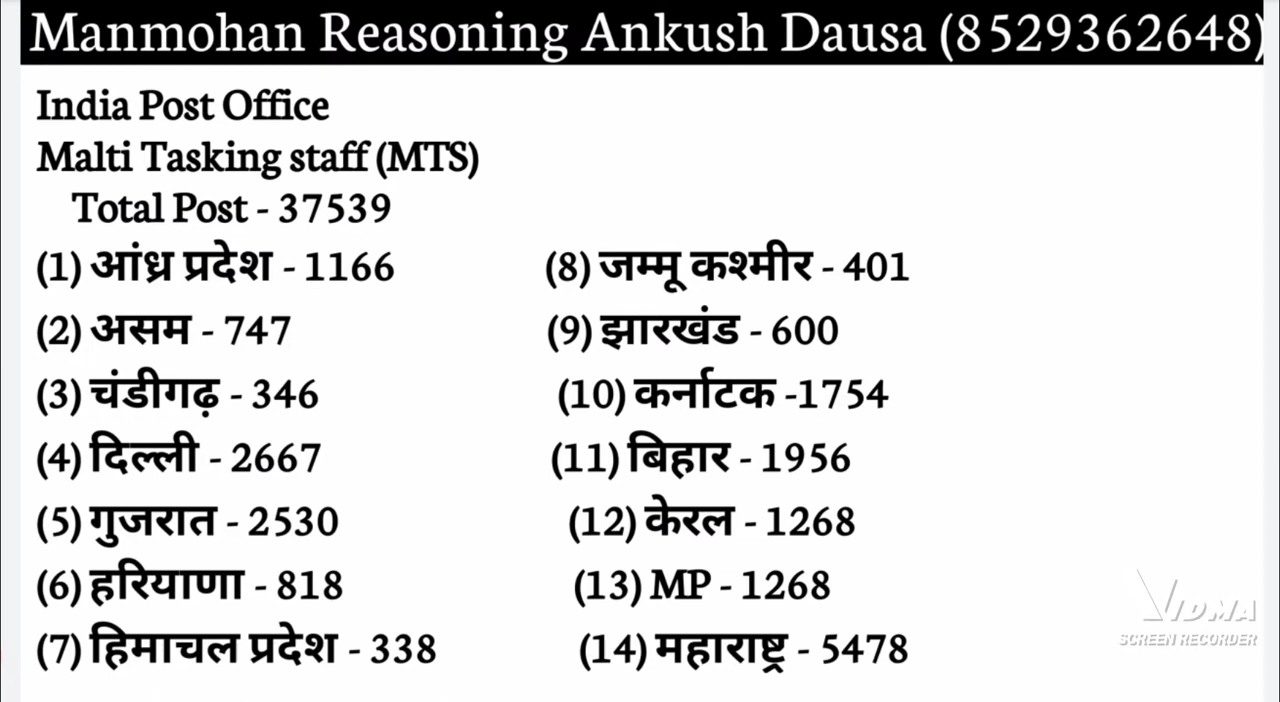 Manmohan Reasoning Ankush Dausa (8529362648)
India Post Office
Malti Tasking staff (MTS)
Total Post - 37539
(1) आंध्र प्रदेश - 1166
(2) असम - 747
(3) चंडीगढ़ - 346
(4) दिल्ली - 2667
(5) गुजरात - 2530
(6) हरियाणा - 818
(7) हिमाचल प्रदेश - 338
(8) जम्मू कश्मीर - 401
(9) झारखंड - 600
(10) कर्नाटक -1754
(11) बिहार - 1956
(12) केरल - 1268
(13) MP - 1268
(14) महाराष्ट्र - 5478
VIDMA
SCREEN RECORDER